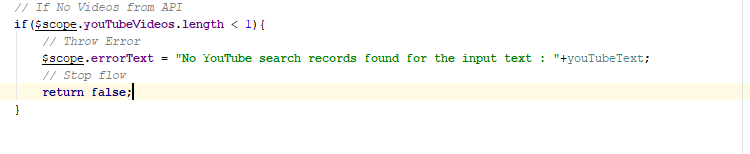 // If No Videos from API
if($scope.youTubeVideos.length < 1){
// Throw Error
$scope.errorText = "No YouTube search records found for the input text : "+youTubeText;
// Stop flow
return false;
}